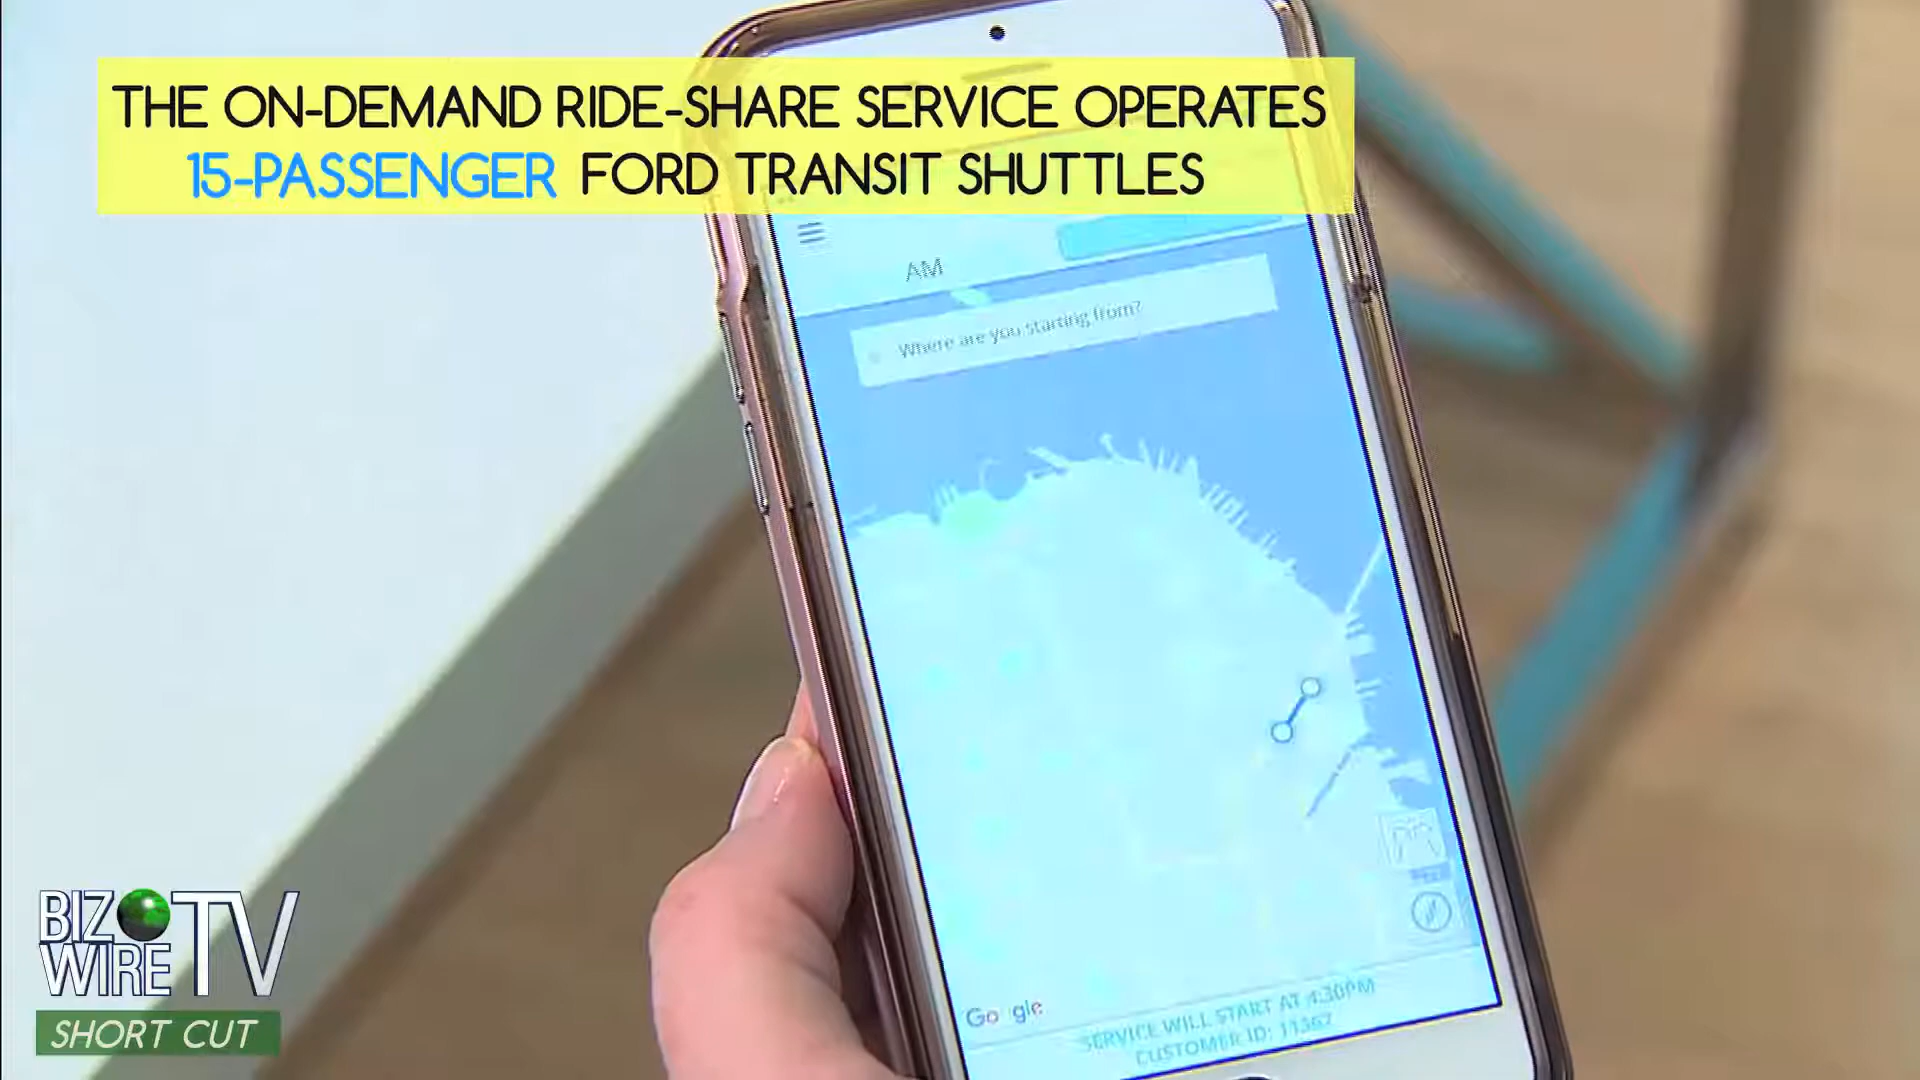 THE ON-DEMAND RIDE-SHARE SERVICE OPERATES
15-PASSENGER FORD TRANSIT SHUTTLES
AM
Where are you starting from?
Google
SERVICE WILL START AT 4:30PM
CUSTOMER ID: 11367
BIZ
WIRE TV
SHORT CUT